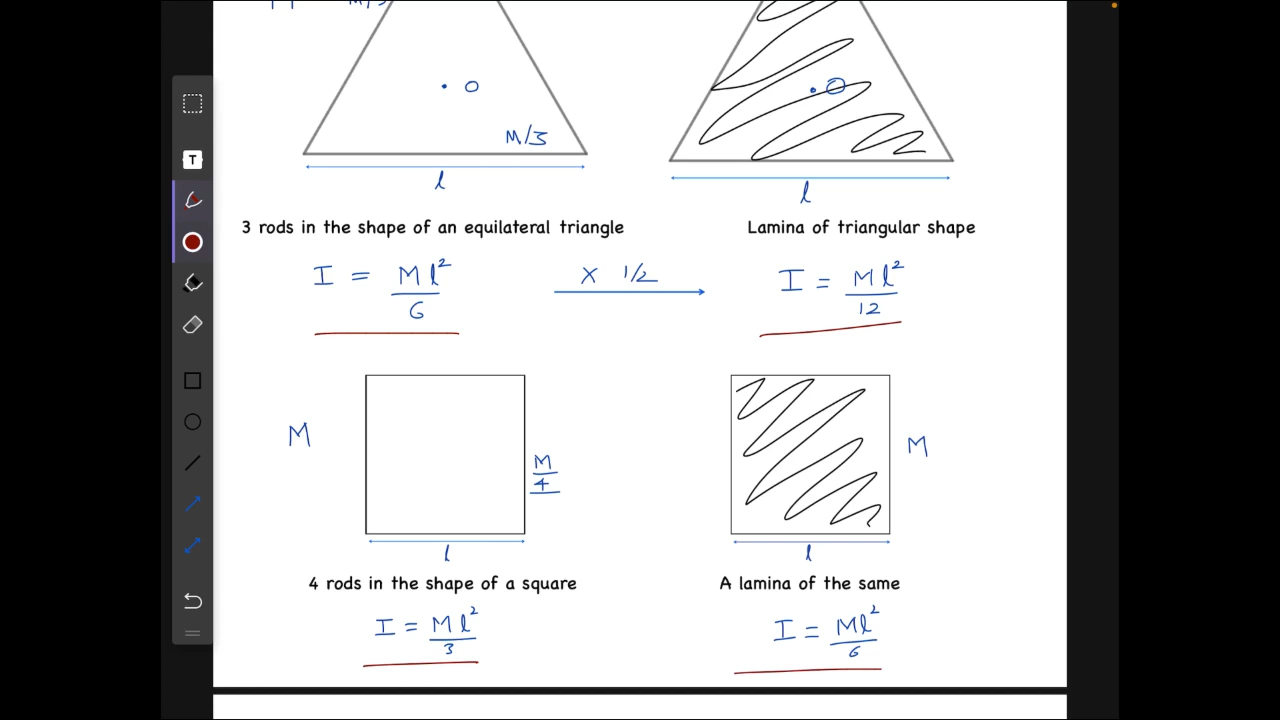 M/3
O
O
M/3
l
l
3 rods in the shape of an equilateral triangle
Lamina of triangular shape
I = Ml²/6
X 1/2
I = Ml²/12
M
M/4
M
l
l
4 rods in the shape of a square
A lamina of the same
I = Ml²/3
I = Ml²/6
T